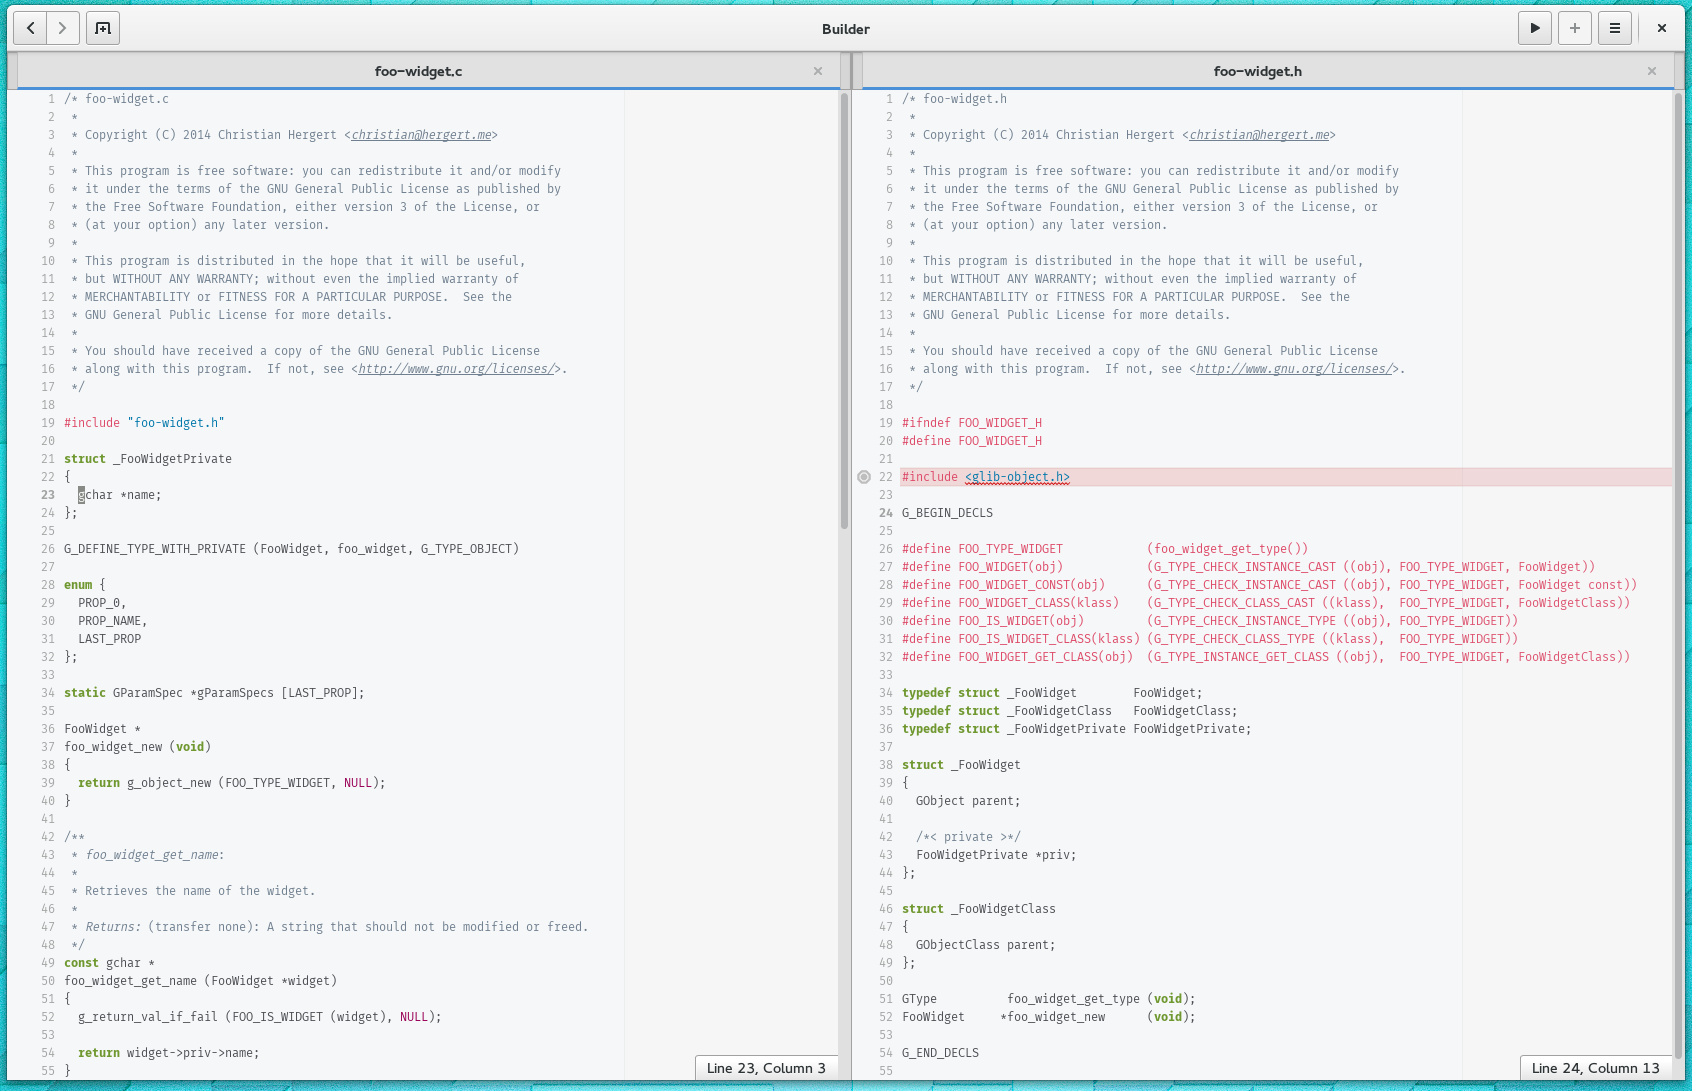 Builder
foo-widget.c
1 /* foo-widget.c
2  *
3  * Copyright (C) 2014 Christian Hergert <christian@hergert.me>
4  *
5  * This program is free software: you can redistribute it and/or modify
6  * it under the terms of the GNU General Public License as published by
7  * the Free Software Foundation, either version 3 of the License, or
8  * (at your option) any later version.
9  *
10  * This program is distributed in the hope that it will be useful,
11  * but WITHOUT ANY WARRANTY; without even the implied warranty of
12  * MERCHANTABILITY or FITNESS FOR A PARTICULAR PURPOSE.  See the
13  * GNU General Public License for more details.
14  *
15  * You should have received a copy of the GNU General Public License
16  * along with this program.  If not, see <http://www.gnu.org/licenses/>.
17  */
18
19 #include "foo-widget.h"
20
21 struct _FooWidgetPrivate
22 {
23   gchar *name;
24 };
25
26 G_DEFINE_TYPE_WITH_PRIVATE (FooWidget, foo_widget, G_TYPE_OBJECT)
27
28 enum {
29   PROP_0,
30   PROP_NAME,
31   LAST_PROP
32 };
33
34 static GParamSpec *gParamSpecs [LAST_PROP];
35
36 FooWidget *
37 foo_widget_new (void)
38 {
39   return g_object_new (FOO_TYPE_WIDGET, NULL);
40 }
41
42 /**
43  * foo_widget_get_name:
44  *
45  * Retrieves the name of the widget.
46  *
47  * Returns: (transfer none): A string that should not be modified or freed.
48  */
49 const gchar *
50 foo_widget_get_name (FooWidget *widget)
51 {
52   g_return_val_if_fail (FOO_IS_WIDGET (widget), NULL);
53
54   return widget->priv->name;
55 }
Line 23, Column 3
foo-widget.h
1 /* foo-widget.h
2  *
3  * Copyright (C) 2014 Christian Hergert <christian@hergert.me>
4  *
5  * This program is free software: you can redistribute it and/or modify
6  * it under the terms of the GNU General Public License as published by
7  * the Free Software Foundation, either version 3 of the License, or
8  * (at your option) any later version.
9  *
10  * This program is distributed in the hope that it will be useful,
11  * but WITHOUT ANY WARRANTY; without even the implied warranty of
12  * MERCHANTABILITY or FITNESS FOR A PARTICULAR PURPOSE.  See the
13  * GNU General Public License for more details.
14  *
15  * You should have received a copy of the GNU General Public License
16  * along with this program.  If not, see <http://www.gnu.org/licenses/>.
17  */
18
19 #ifndef FOO_WIDGET_H
20 #define FOO_WIDGET_H
21
22 #include <glib-object.h>
23
24 G_BEGIN_DECLS
25
26 #define FOO_TYPE_WIDGET            (foo_widget_get_type())
27 #define FOO_WIDGET(obj)            (G_TYPE_CHECK_INSTANCE_CAST ((obj), FOO_TYPE_WIDGET, FooWidget))
28 #define FOO_WIDGET_CONST(obj)      (G_TYPE_CHECK_INSTANCE_CAST ((obj), FOO_TYPE_WIDGET, FooWidget const))
29 #define FOO_WIDGET_CLASS(klass)    (G_TYPE_CHECK_CLASS_CAST ((klass),  FOO_TYPE_WIDGET, FooWidgetClass))
30 #define FOO_IS_WIDGET(obj)         (G_TYPE_CHECK_INSTANCE_TYPE ((obj), FOO_TYPE_WIDGET))
31 #define FOO_IS_WIDGET_CLASS(klass) (G_TYPE_CHECK_CLASS_TYPE ((klass),  FOO_TYPE_WIDGET))
32 #define FOO_WIDGET_GET_CLASS(obj)  (G_TYPE_INSTANCE_GET_CLASS ((obj),  FOO_TYPE_WIDGET, FooWidgetClass))
33
34 typedef struct _FooWidget        FooWidget;
35 typedef struct _FooWidgetClass   FooWidgetClass;
36 typedef struct _FooWidgetPrivate FooWidgetPrivate;
37
38 struct _FooWidget
39 {
40   GObject parent;
41
42   /*< private >*/
43   FooWidgetPrivate *priv;
44 };
45
46 struct _FooWidgetClass
47 {
48   GObjectClass parent;
49 };
50
51 GType          foo_widget_get_type (void);
52 FooWidget     *foo_widget_new      (void);
53
54 G_END_DECLS
55
Line 24, Column 13